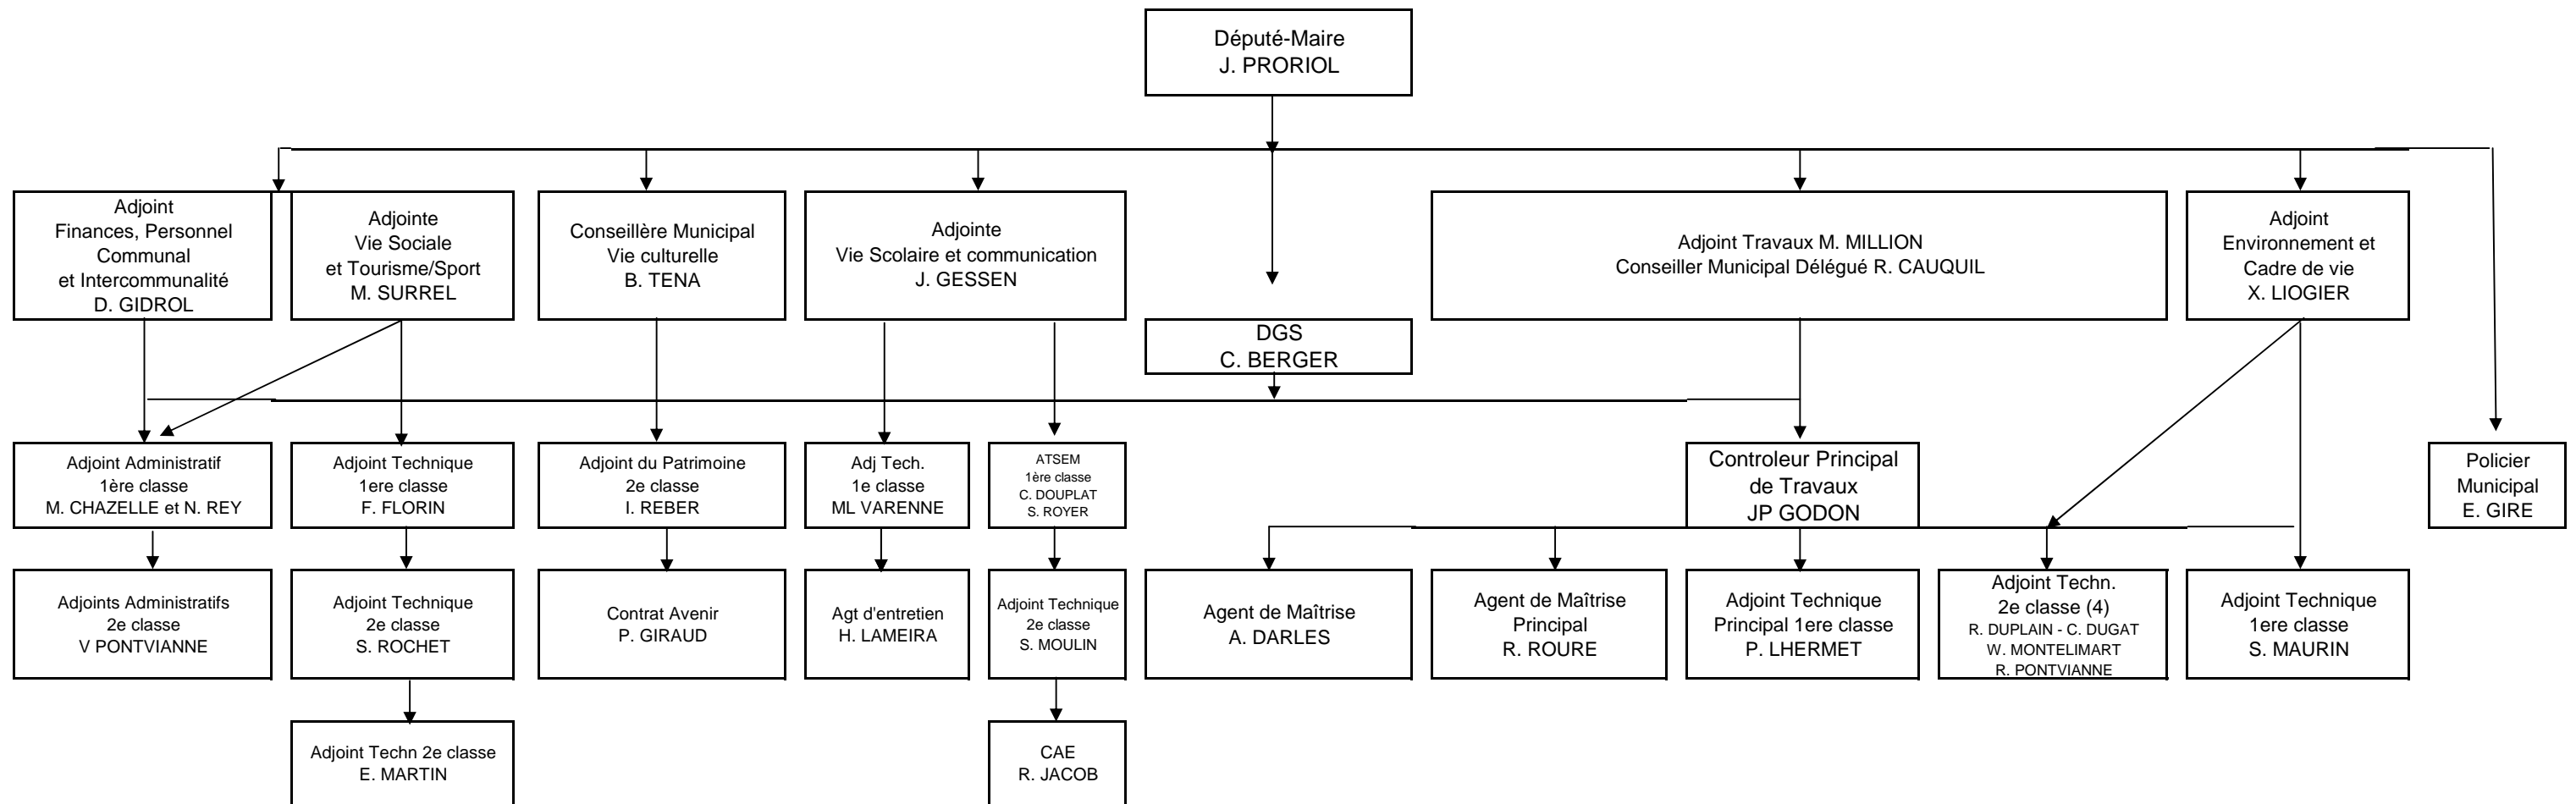 Député-Maire
J. PRORIOL
Adjoint
Finances, Personnel
Communal
et Intercommunalité
D. GIDROL
Adjointe
Vie Sociale
et Tourisme/Sport
M. SURREL
Conseillère Municipal
Vie culturelle
B. TENA
Adjointe
Vie Scolaire et communication
J. GESSEN
Adjoint Travaux M. MILLION
Conseiller Municipal Délégué R. CAUQUIL
Adjoint
Environnement et
Cadre de vie
X. LIOGIER
DGS
C. BERGER
Adjoint Administratif
1ère classe
M. CHAZELLE et N. REY
Adjoint Technique
1ere classe
F. FLORIN
Adjoint du Patrimoine
2e classe
I. REBER
Adj Tech.
1e classe
ML VARENNE
ATSEM
1ère classe
C. DOUPLAT
S. ROYER
Controleur Principal
de Travaux
JP GODON
Policier
Municipal
E. GIRE
Adjoints Administratifs
2e classe
V PONTVIANNE
Adjoint Technique
2e classe
S. ROCHET
Contrat Avenir
P. GIRAUD
Agt d'entretien
H. LAMEIRA
Adjoint Technique
2e classe
S. MOULIN
Agent de Maîtrise
A. DARLES
Agent de Maîtrise
Principal
R. ROURE
Adjoint Technique
Principal 1ere classe
P. LHERMET
Adjoint Techn.
2e classe (4)
R. DUPLAIN - C. DUGAT
W. MONTELIMART
R. PONTVIANNE
Adjoint Technique
1ere classe
S. MAURIN
Adjoint Techn 2e classe
E. MARTIN
CAE
R. JACOB